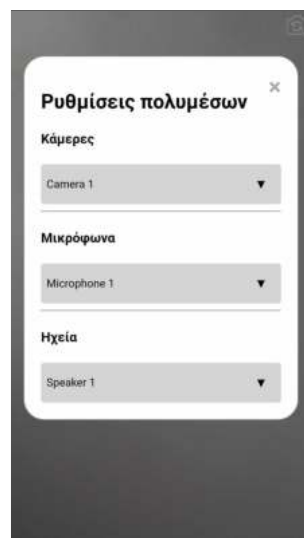 Ρυθμίσεις πολυμέσων
Κάμερες
Camera 1
Μικρόφωνα
Microphone 1
Ηχεία
Speaker 1